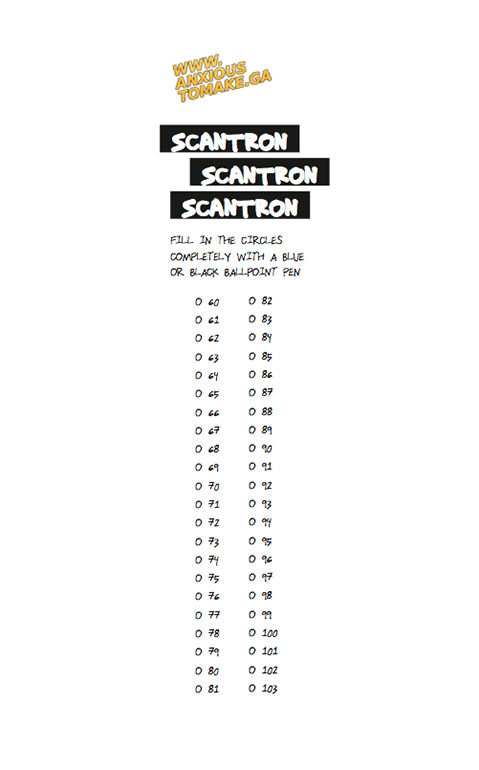 WWW.
ANXIOUS
TOMAKE.GA
SCANTRON
SCANTRON
SCANTRON
FILL IN THE CIRCLES
COMPLETELY WITH A BLUE
OR BLACK BALLPOINT PEN
O 60 O 82
O 61 O 83
O 62 O 84
O 63 O 85
O 64 O 86
O 65 O 87
O 66 O 88
O 67 O 89
O 68 O 90
O 69 O 91
O 70 O 92
O 71 O 93
O 72 O 94
O 73 O 95
O 74 O 96
O 75 O 97
O 76 O 98
O 77 O 99
O 78 O 100
O 79 O 101
O 80 O 102
O 81 O 103